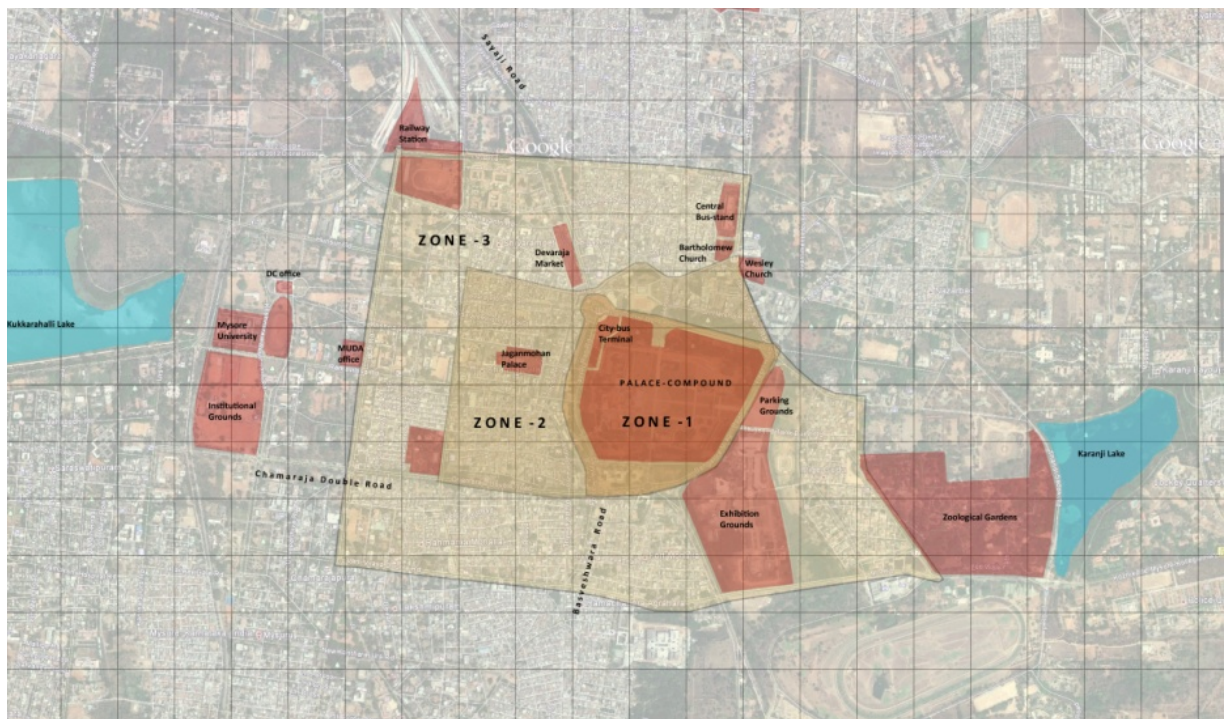 Sayaji Road
Railway
Station
Google
Google
Central
Bus-stand
ZONE -3
Devaraja
Market
Bartholomew
Church
Wesley
Church
DC office
Kukkarahalli Lake
Mysore
University
City-bus
Terminal
MUDA
office
Jaganmohan
Palace
PALACE-COMPOUND
Parking
Grounds
Institutional
Grounds
ZONE -2
ZONE -1
Karanji Lake
Chamaraja Double Road
Exhibition
Grounds
Zoological Gardens
Basveshwara Road